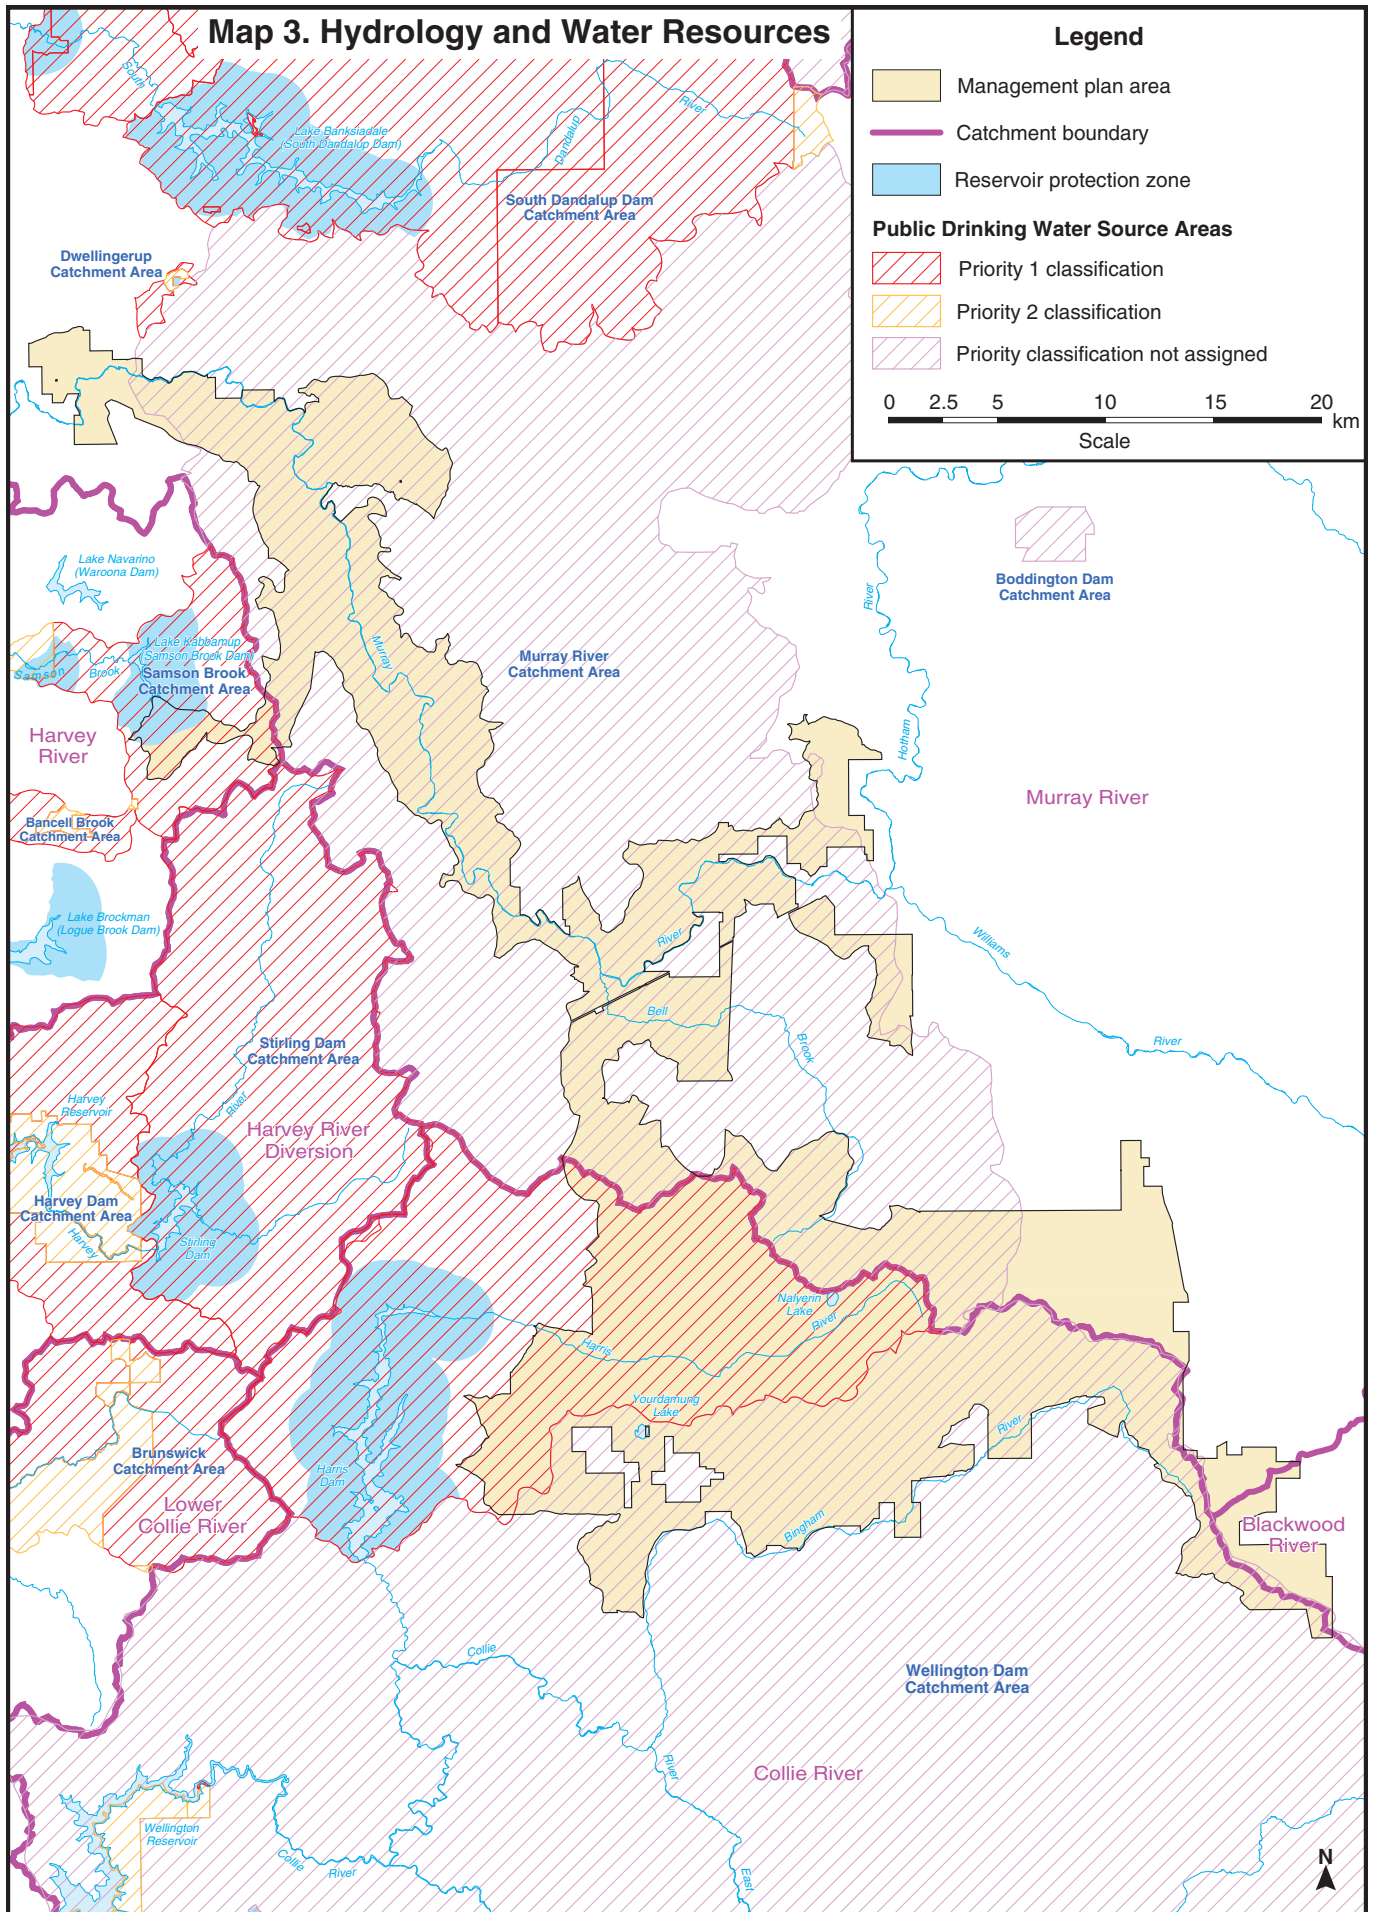 Map 3. Hydrology and Water Resources
Legend
Management plan area
Catchment boundary
Reservoir protection zone
Public Drinking Water Source Areas
Priority 1 classification
Priority 2 classification
Priority classification not assigned
0 2.5 5 10 15 20
km
Scale
South
River
Dandalup
Lake Banksiadale
(South Dandalup Dam)
South Dandalup Dam
Catchment Area
Dwellingerup
Catchment Area
Lake Navarino
(Waroona Dam)
River
Boddington Dam
Catchment Area
Lake Kabbamup
(Samson Brook Dam)
Samson
Brook
Samson Brook
Catchment Area
Murray
Murray River
Catchment Area
Harvey
River
Hotham
Murray River
Bancell Brook
Catchment Area
Lake Brockman
(Logue Brook Dam)
River
Williams
Bell
Brook
River
Stirling Dam
Catchment Area
Harvey
Reservoir
River
Harvey River
Diversion
Harvey Dam
Catchment Area
Harvey
Stirling
Dam
Nalyerin
Lake
River
Harris
Yourdamung
Lake
River
Brunswick
Catchment Area
Harris
Dam
Lower
Collie River
Bingham
Blackwood
River
Collie
Wellington Dam
Catchment Area
River
Collie River
Wellington
Reservoir
Collie
River
East
N